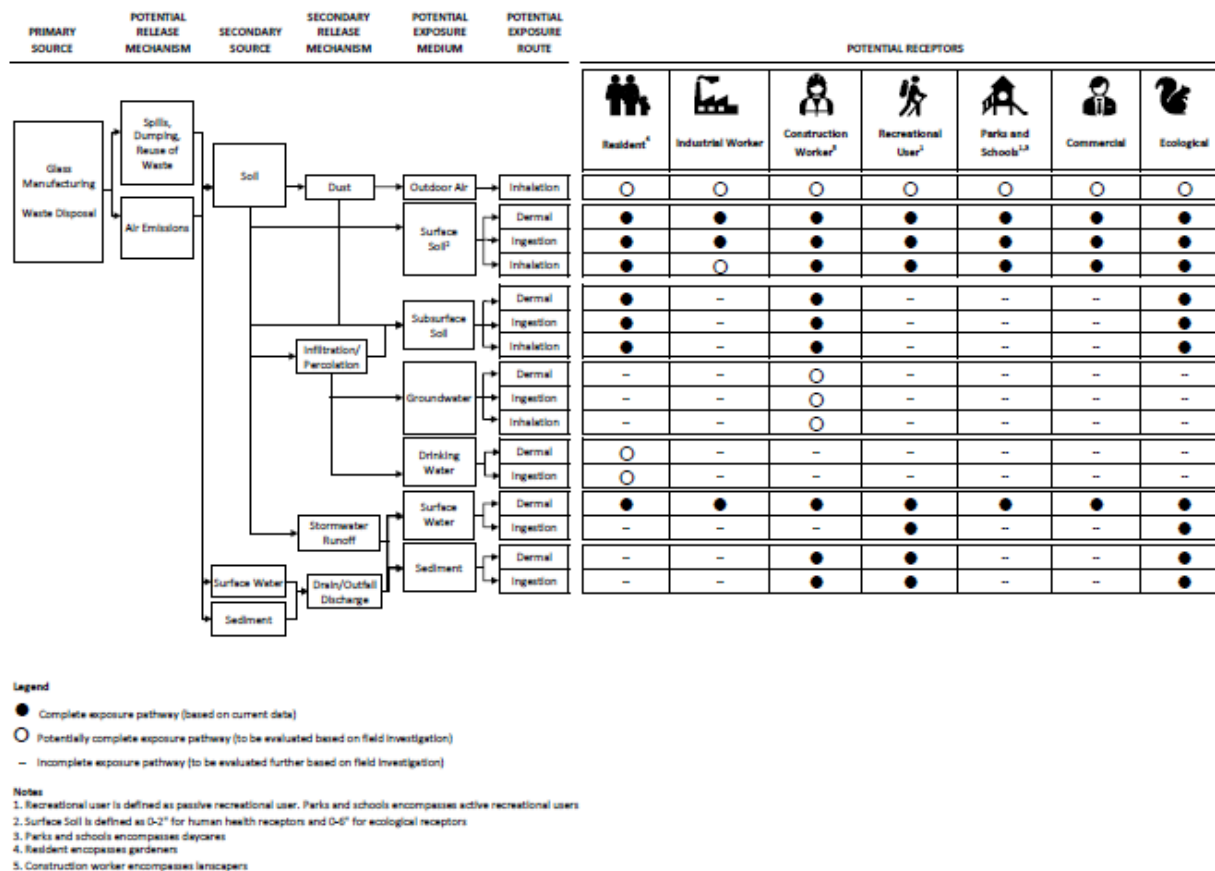 PRIMARY SOURCE
POTENTIAL RELEASE MECHANISM
SECONDARY SOURCE
SECONDARY RELEASE MECHANISM
POTENTIAL EXPOSURE MEDIUM
POTENTIAL EXPOSURE ROUTE
POTENTIAL RECEPTORS
Resident4
Industrial Worker
Construction Worker5
Recreational User1
Parks and Schools1,3
Commercial
Ecological
Glass Manufacturing
Waste Disposal
Spills, Dumping, Reuse of Waste
Air Emissions
Soil
Dust
Outdoor Air
Inhalation
Surface Soil2
Dermal
Ingestion
Inhalation
Subsurface Soil
Dermal
-- -- -- --
Ingestion
-- -- -- --
Inhalation
-- -- -- --
Infiltration/ Percolation
Groundwater
Dermal
-- -- -- -- -- --
Ingestion
-- -- -- -- -- --
Inhalation
-- -- -- -- -- --
Drinking Water
Dermal
-- -- -- -- -- --
Ingestion
-- -- -- -- -- --
Stormwater Runoff
Surface Water
Dermal
Ingestion
-- -- -- -- --
Surface Water
Sediment
Drain/Outfall Discharge
Sediment
Dermal
-- -- -- --
Ingestion
-- -- -- --
Legend
Complete exposure pathway (based on current data)
Potentially complete exposure pathway (to be evaluated based on field investigation)
-- Incomplete exposure pathway (to be evaluated further based on field investigation)
Notes
1. Recreational user is defined as passive recreational user. Parks and schools encompasses active recreational users
2. Surface Soil is defined as 0-2" for human health receptors and 0-6" for ecological receptors
3. Parks and schools encompasses daycares
4. Resident encopasses gardeners
5. Construction worker encompasses lanscapers